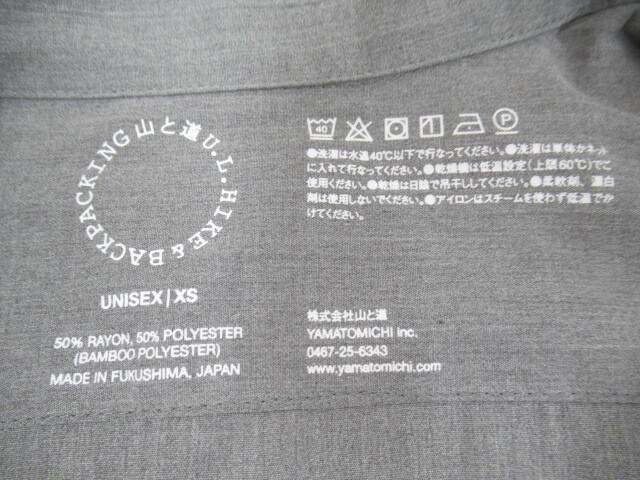 山と道 U.L. HIKE & BACKPACKING
UNISEX | XS
50% RAYON, 50% POLYESTER
(BAMBOO POLYESTER)
MADE IN FUKUSHIMA, JAPAN
40 P
●洗濯は水温40℃以下で行なってください。●洗濯は単体かネット
に入れて行なってください。●乾燥機は低温設定(上限60℃)でご
使用ください。●乾燥は日陰で吊干ししてください。●柔軟剤、漂白
剤は使用しないでください。●アイロンはスチームを使わず低温でか
けてください。
株式会社山と道
YAMATOMICHI inc.
0467-25-6343
www.yamatomichi.com